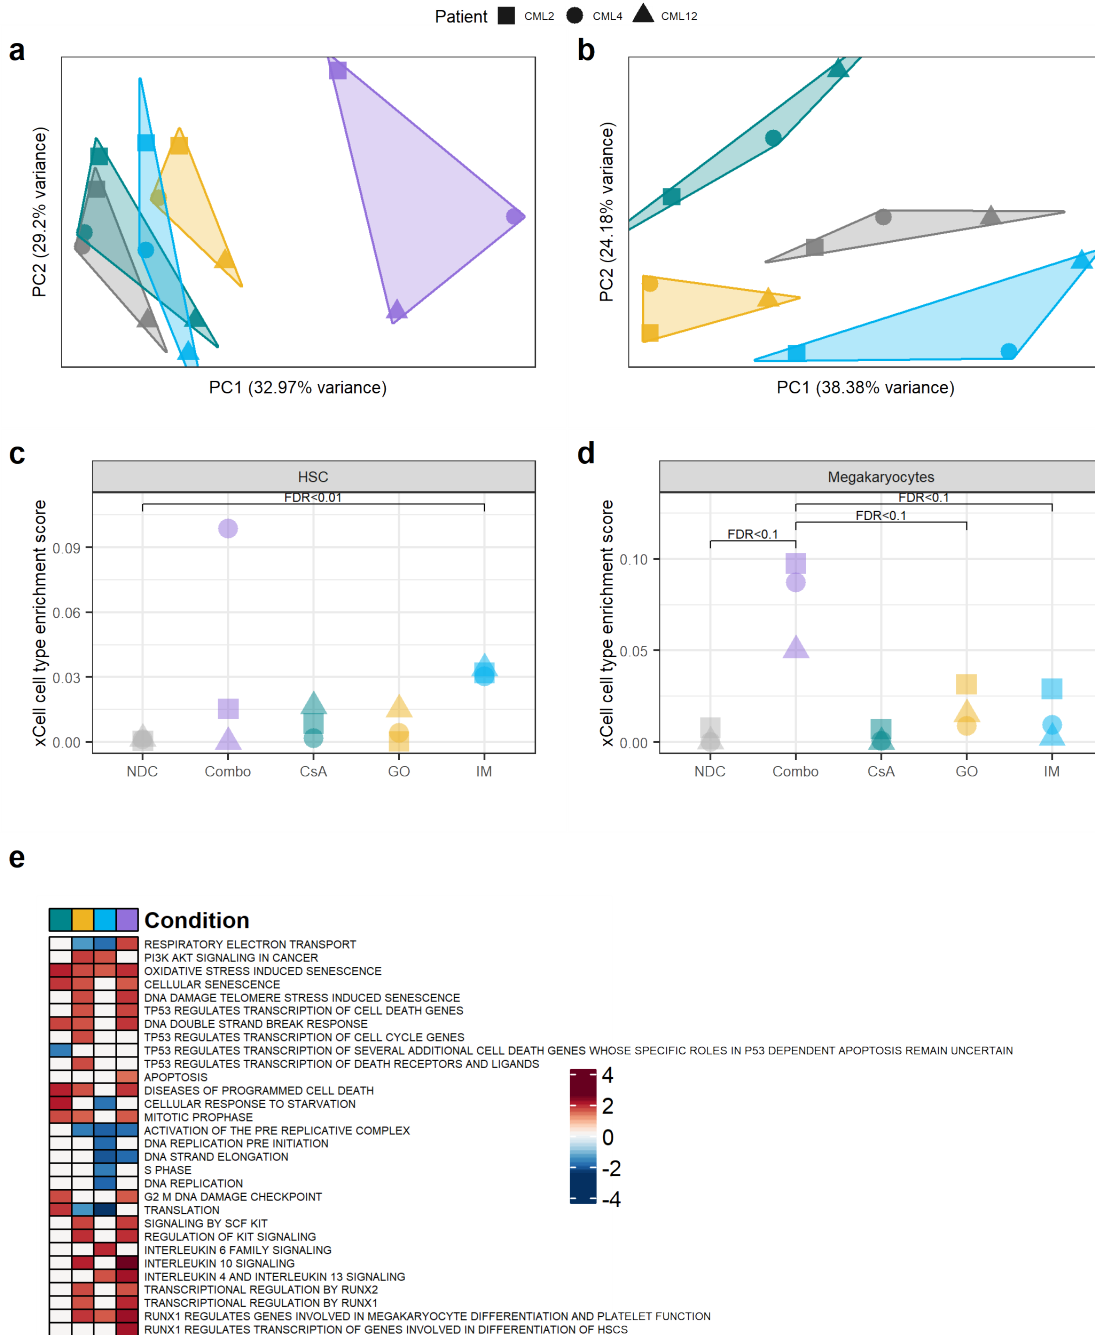 Patient CML2 CML4 CML12
a
b
PC2 (29.2% variance)
PC1 (32.97% variance)
PC2 (24.18% variance)
PC1 (38.38% variance)
c
d
HSC
FDR<0.01
xCell cell type enrichment score
0.09
0.06
0.03
0.00
NDC Combo CsA GO IM
Megakaryocytes
FDR<0.1
FDR<0.1
FDR<0.1
xCell cell type enrichment score
0.10
0.05
0.00
NDC Combo CsA GO IM
e
Condition
RESPIRATORY ELECTRON TRANSPORT
PI3K AKT SIGNALING IN CANCER
OXIDATIVE STRESS INDUCED SENESCENCE
CELLULAR SENESCENCE
DNA DAMAGE TELOMERE STRESS INDUCED SENESCENCE
TP53 REGULATES TRANSCRIPTION OF CELL DEATH GENES
DNA DOUBLE STRAND BREAK RESPONSE
TP53 REGULATES TRANSCRIPTION OF CELL CYCLE GENES
TP53 REGULATES TRANSCRIPTION OF SEVERAL ADDITIONAL CELL DEATH GENES WHOSE SPECIFIC ROLES IN P53 DEPENDENT APOPTOSIS REMAIN UNCERTAIN
TP53 REGULATES TRANSCRIPTION OF DEATH RECEPTORS AND LIGANDS
APOPTOSIS
DISEASES OF PROGRAMMED CELL DEATH
CELLULAR RESPONSE TO STARVATION
MITOTIC PROPHASE
ACTIVATION OF THE PRE REPLICATIVE COMPLEX
DNA REPLICATION PRE INITIATION
DNA STRAND ELONGATION
S PHASE
DNA REPLICATION
G2 M DNA DAMAGE CHECKPOINT
TRANSLATION
SIGNALING BY SCF KIT
REGULATION OF KIT SIGNALING
INTERLEUKIN 6 FAMILY SIGNALING
INTERLEUKIN 10 SIGNALING
INTERLEUKIN 4 AND INTERLEUKIN 13 SIGNALING
TRANSCRIPTIONAL REGULATION BY RUNX2
TRANSCRIPTIONAL REGULATION BY RUNX1
RUNX1 REGULATES GENES INVOLVED IN MEGAKARYOCYTE DIFFERENTIATION AND PLATELET FUNCTION
RUNX1 REGULATES TRANSCRIPTION OF GENES INVOLVED IN DIFFERENTIATION OF HSCS
4
2
0
-2
-4